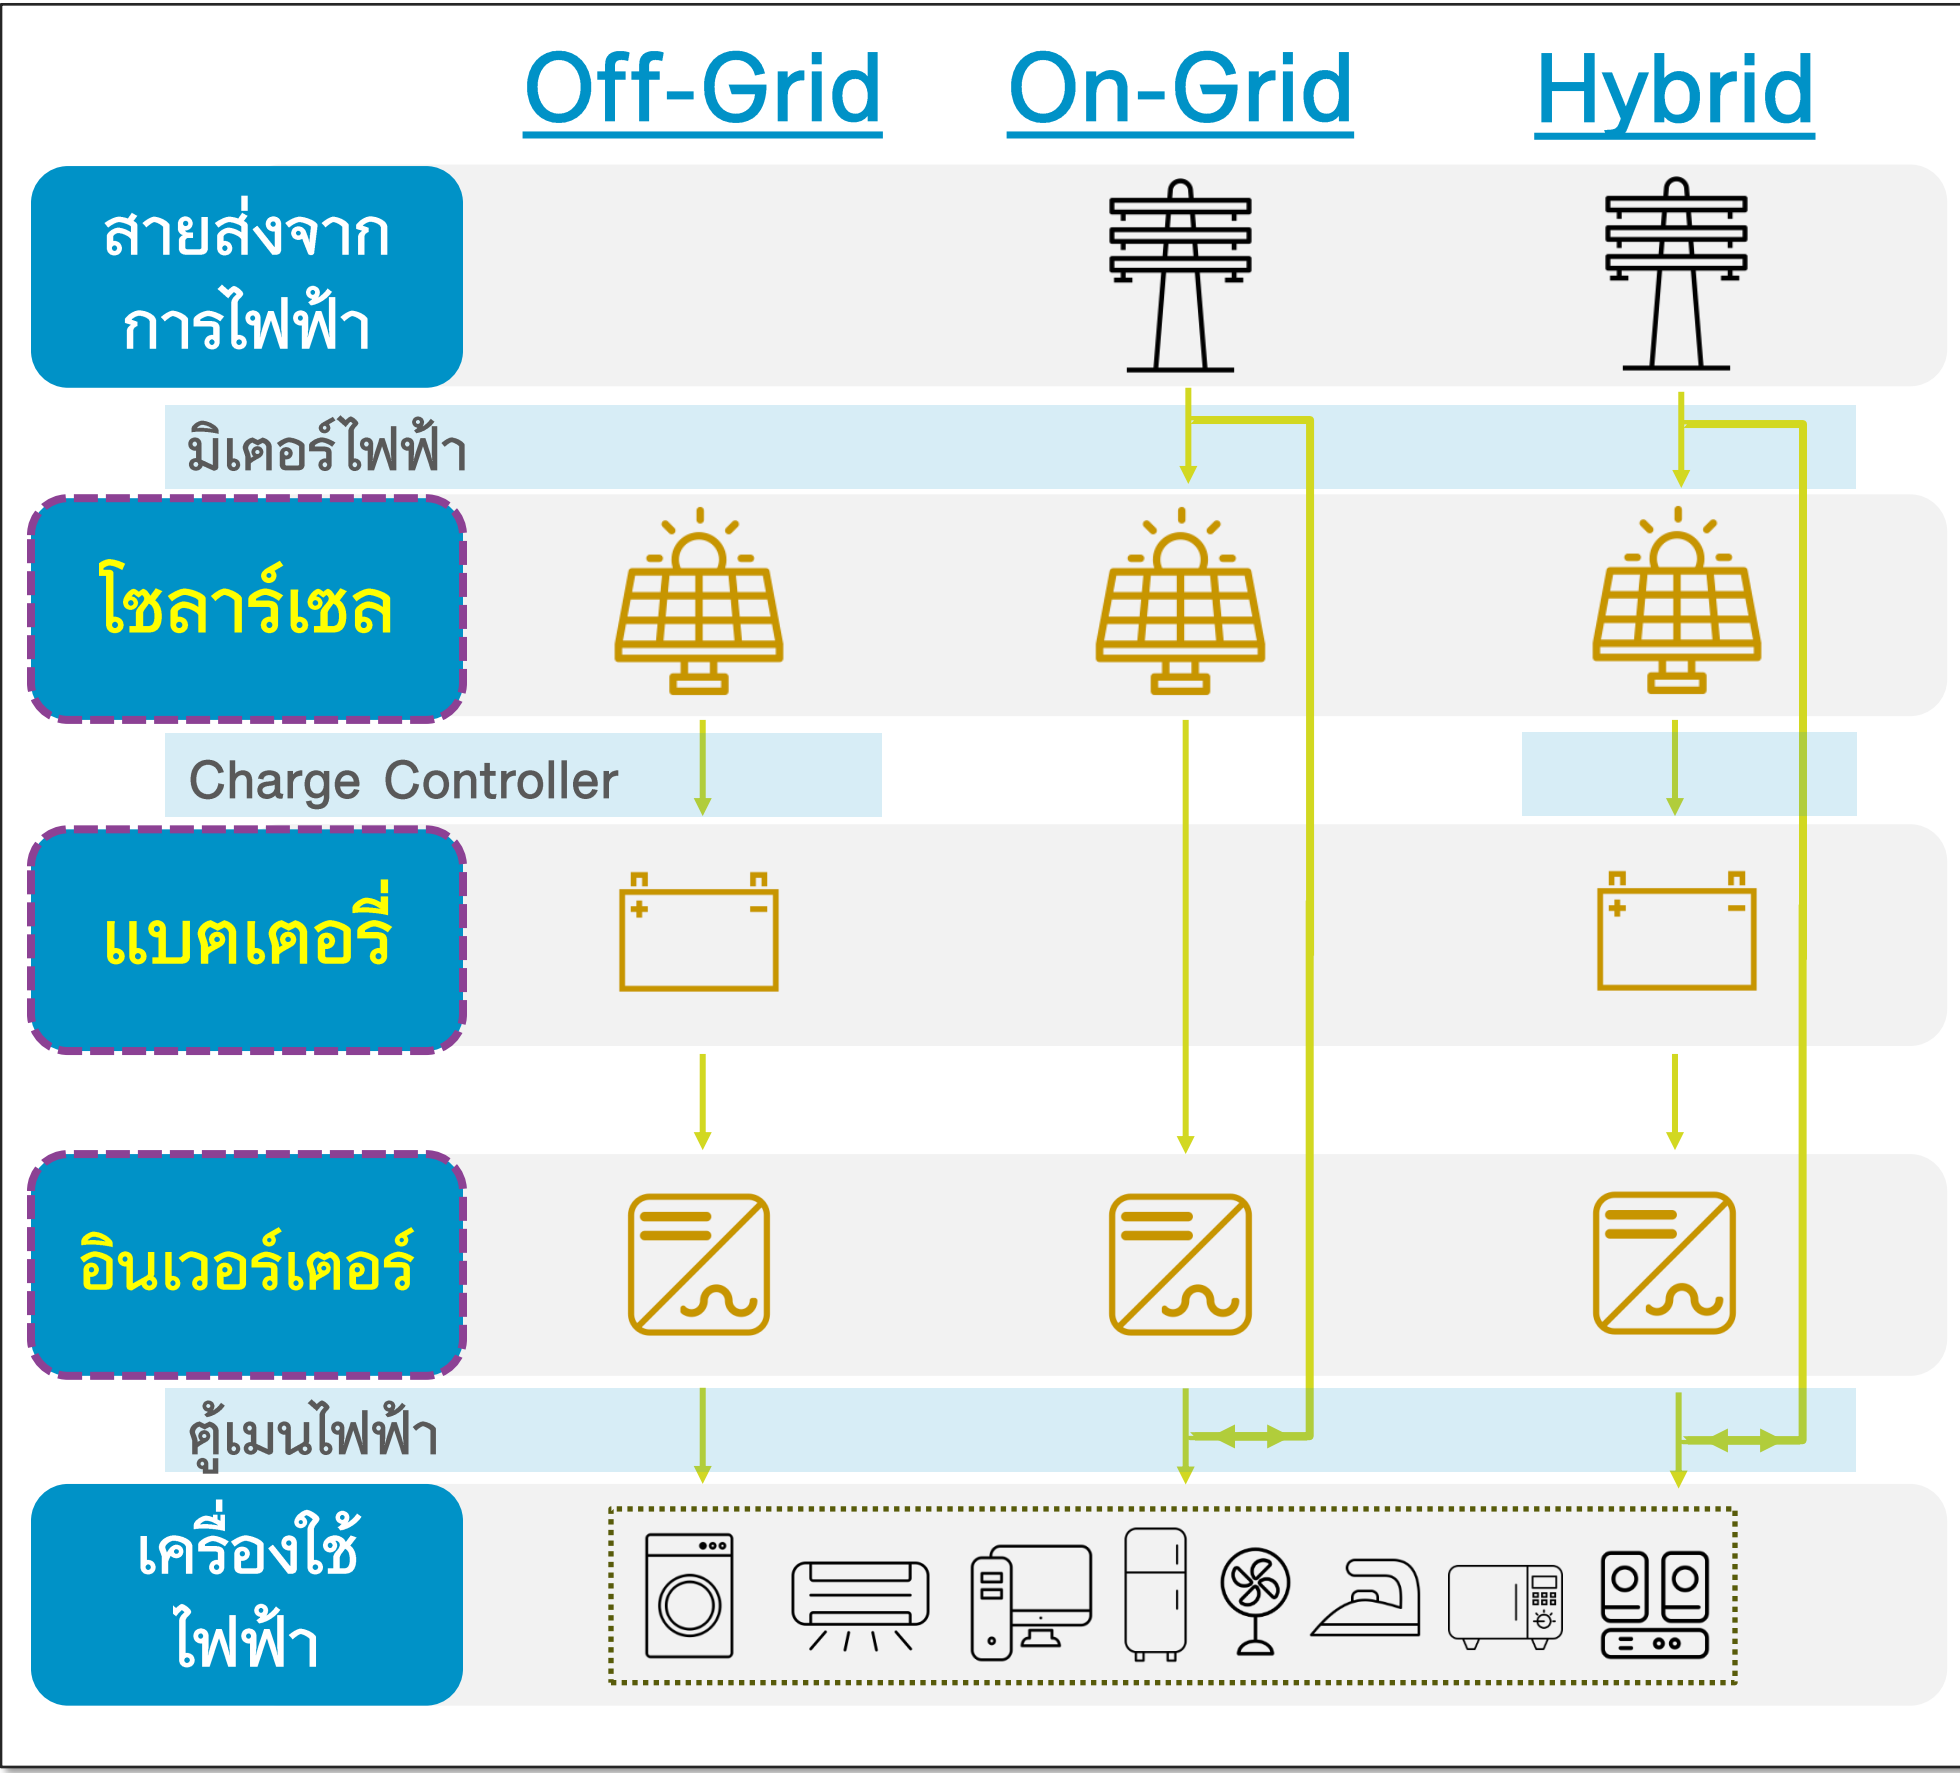 Off-Grid On-Grid Hybrid
สายส่งจาก
การไฟฟ้า
มิเตอร์ไฟฟ้า
โซลาร์เซล
Charge Controller
แบตเตอรี่
อินเวอร์เตอร์
ตู้เมนไฟฟ้า
เครื่องใช้
ไฟฟ้า